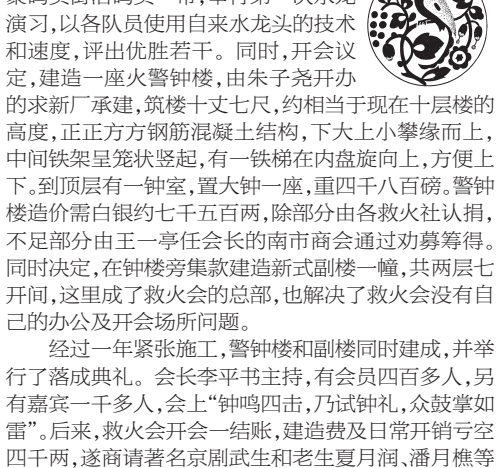 演习,以各队员使用自来水龙头的技术
和速度,评出优胜若干。同时,开会议
定,建造一座火警钟楼,由朱子尧开办
的求新厂承建,筑楼十丈七尺,约相当于现在十层楼的
高度,正正方方钢筋混凝土结构,下大上小攀缘而上,
中间铁架呈笼状竖起,有一铁梯在内盘旋向上,方便上
下。到顶层有一钟室,置大钟一座,重四千八百磅。警钟
楼造价需白银约七千五百两,除部分由各救火社认捐,
不足部分由王一亭任会长的南市商会通过劝募筹得。
同时决定,在钟楼旁集款建造新式副楼一幢,共两层七
开间,这里成了救火会的总部,也解决了救火会没有自
己的办公及开会场所问题。
经过一年紧张施工,警钟楼和副楼同时建成,并举
行了落成典礼。会长李平书主持,有会员四百多人,另
有嘉宾一千多人,会上“钟鸣四击,乃试钟礼,众鼓掌如
雷”。后来,救火会开会一结账,建造费及日常开销亏空
四千两,遂商请著名京剧武生和老生夏月润、潘月樵等